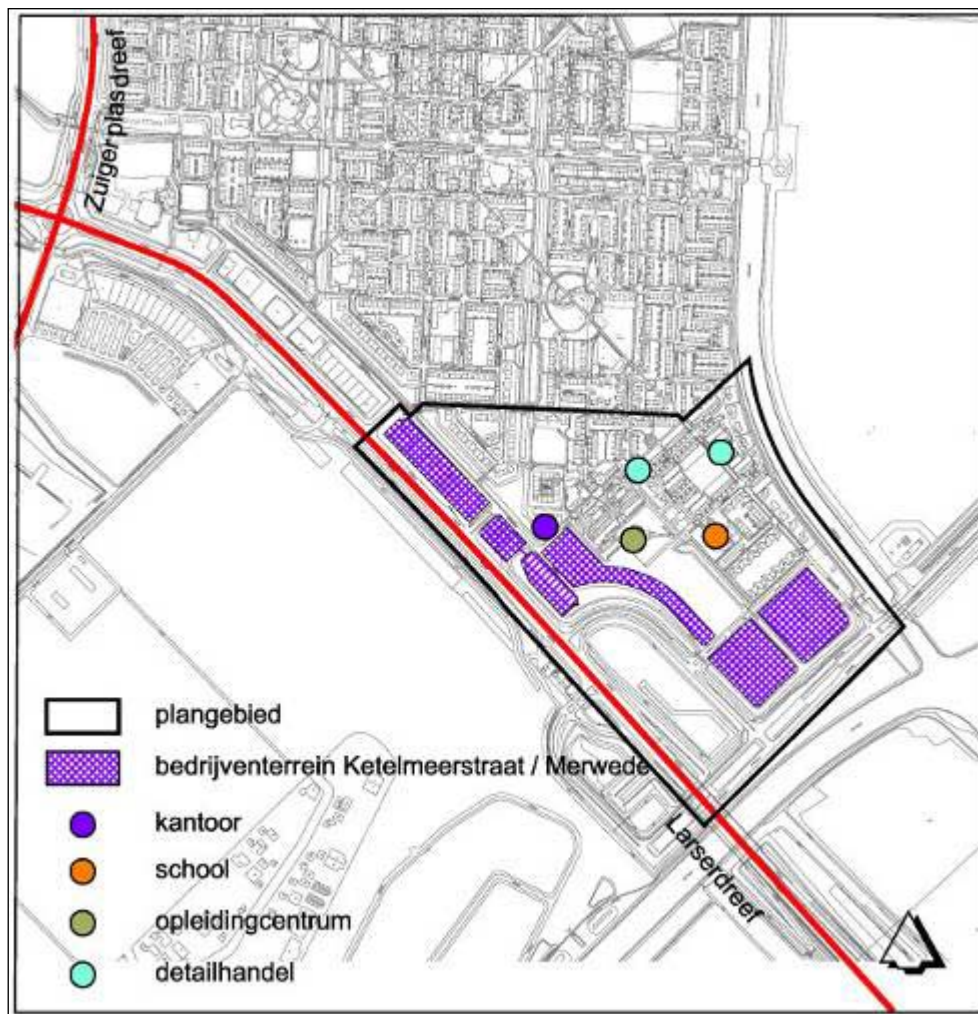 Zuigerplasdreef
plangebied
bedrijventerrein Ketelmeerstraat / Merwede
kantoor
Larserdreef
school
opleidingcentrum
detailhandel